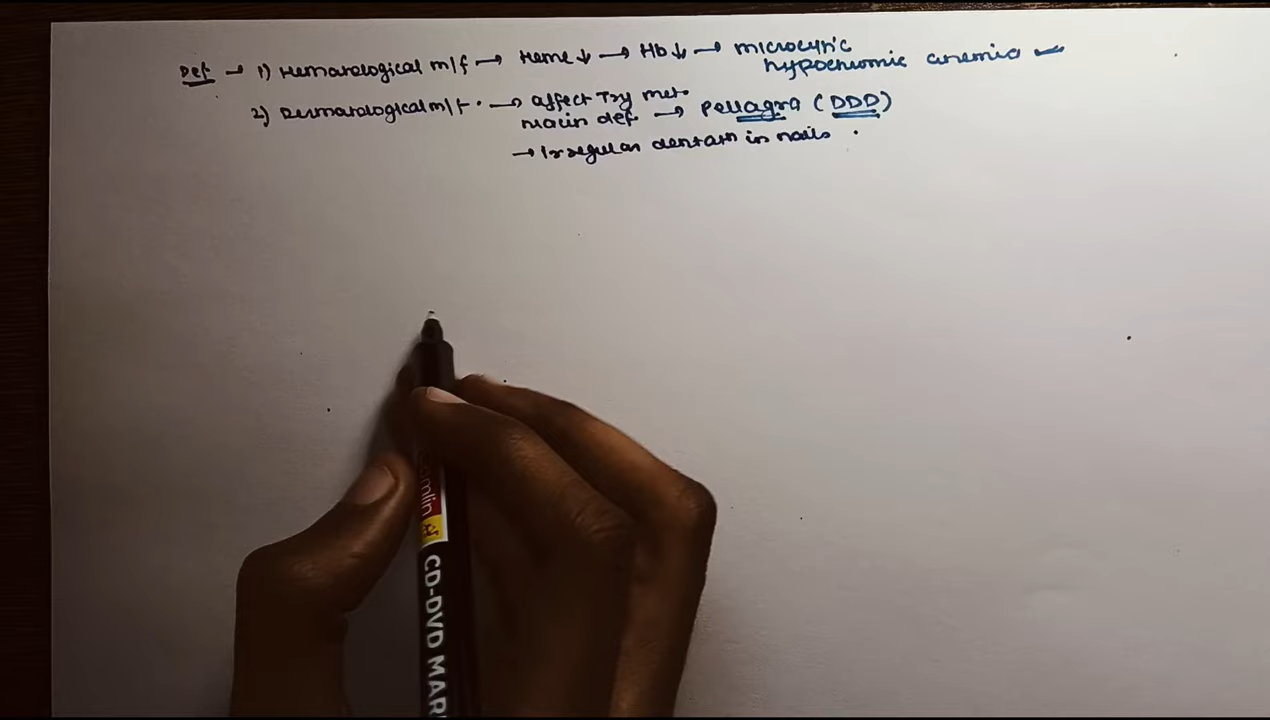 Def → 1) Hematological m/f → Heme↓ → Hb↓ → microcytic
hypochromic anemia
2) Dermatological m/f. → affect Try met.
Niacin def. → Pellagra (DDD)
→ Irregular dentath in nails.
camlin
CD-DVD MAR